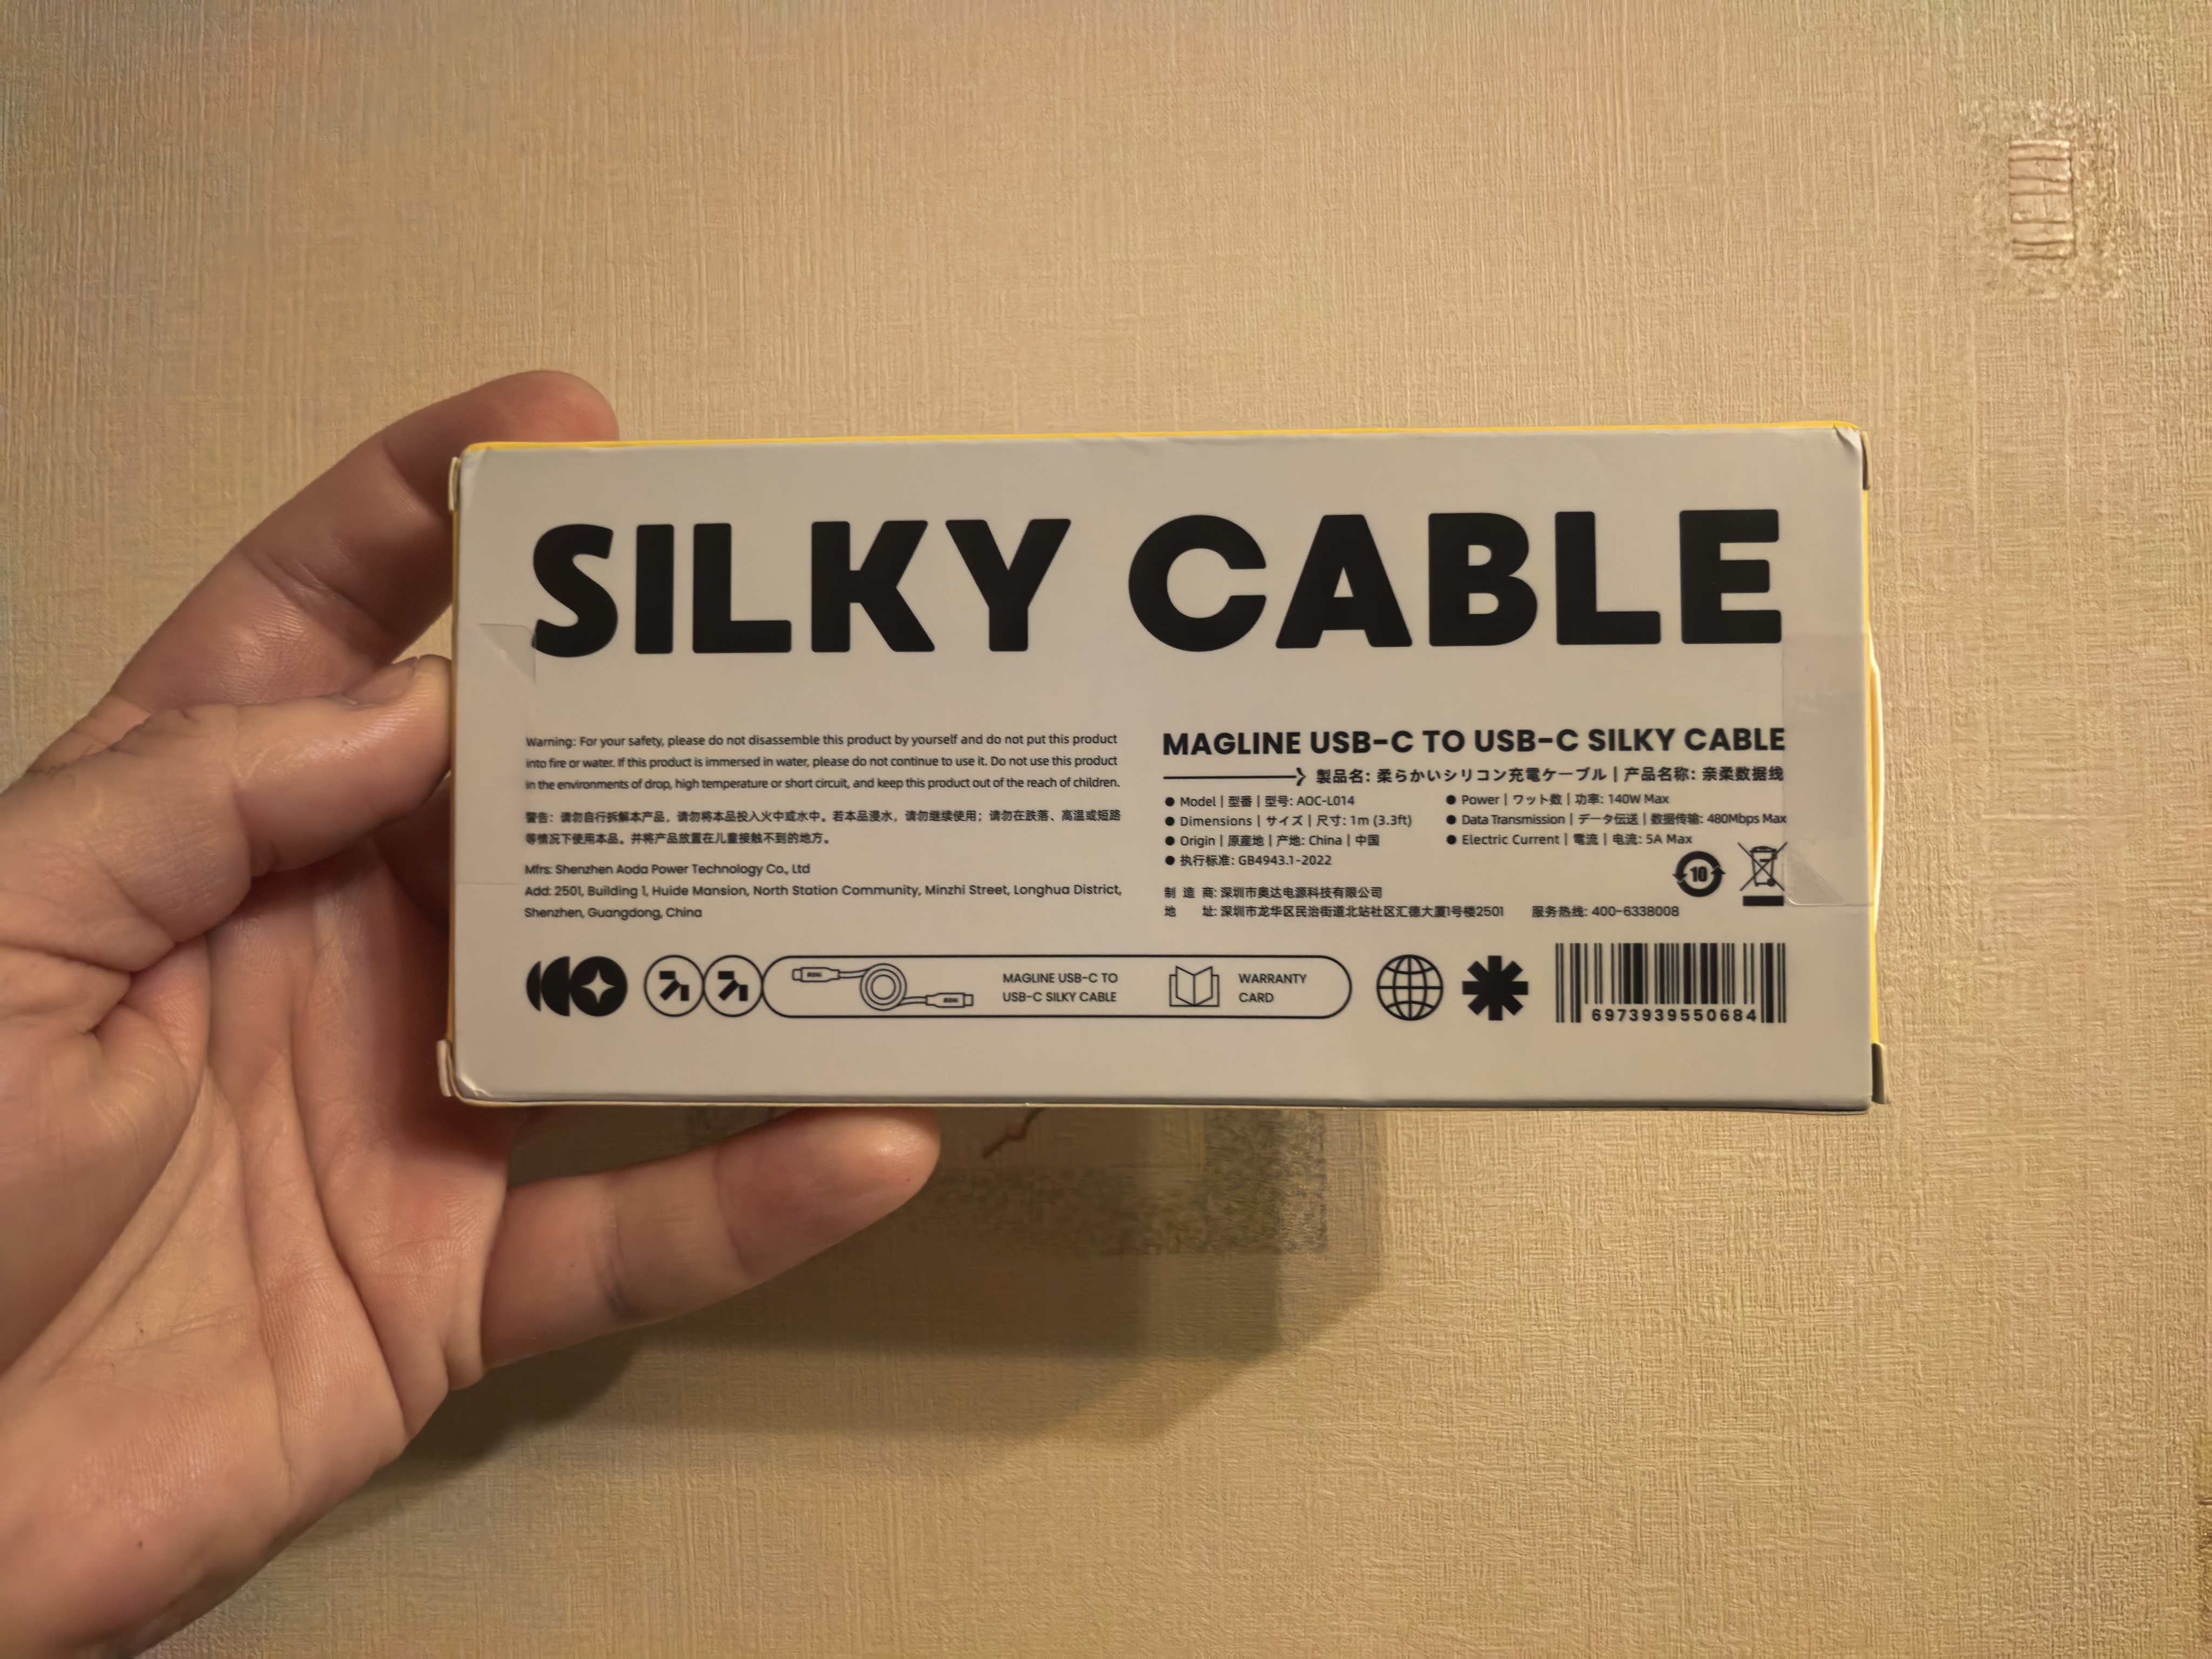 SILKY CABLE
Warning: For your safety, please do not disassemble this product by yourself and do not put this product
into fire or water. If this product is immersed in water, please do not continue to use it. Do not use this product
in the environments of drop, high temperature or short circuit, and keep this product out of the reach of children.
警告: 请勿自行拆解本产品，请勿将本品投入火中或水中。若本品浸水，请勿继续使用；请勿在跌落、高温或短路
等情况下使用本品。并将产品放置在儿童接触不到的地方。
Mfrs: Shenzhen Aoda Power Technology Co., Ltd
Add: 2501, Building 1, Huide Mansion, North Station Community, Minzhi Street, Longhua District,
Shenzhen, Guangdong, China
MAGLINE USB-C TO USB-C SILKY CABLE
製品名: 柔らかいシリコン充電ケーブル | 产品名称: 亲柔数据线
● Model | 型番 | 型号: AOC-L014
● Dimensions | サイズ | 尺寸: 1m (3.3ft)
● Origin | 原産地 | 产地: China | 中国
● 执行标准: GB4943.1-2022
● Power | ワット数 | 功率: 140W Max
● Data Transmission | データ伝送 | 数据传输: 480Mbps Max
● Electric Current | 電流 | 电流: 5A Max
10
制 造 商: 深圳市奥达电源科技有限公司
地 址: 深圳市龙华区民治街道北站社区汇德大厦1号楼2501 服务热线: 400-6338008
MAGLINE USB-C TO
USB-C SILKY CABLE
WARRANTY
CARD
6973939550684